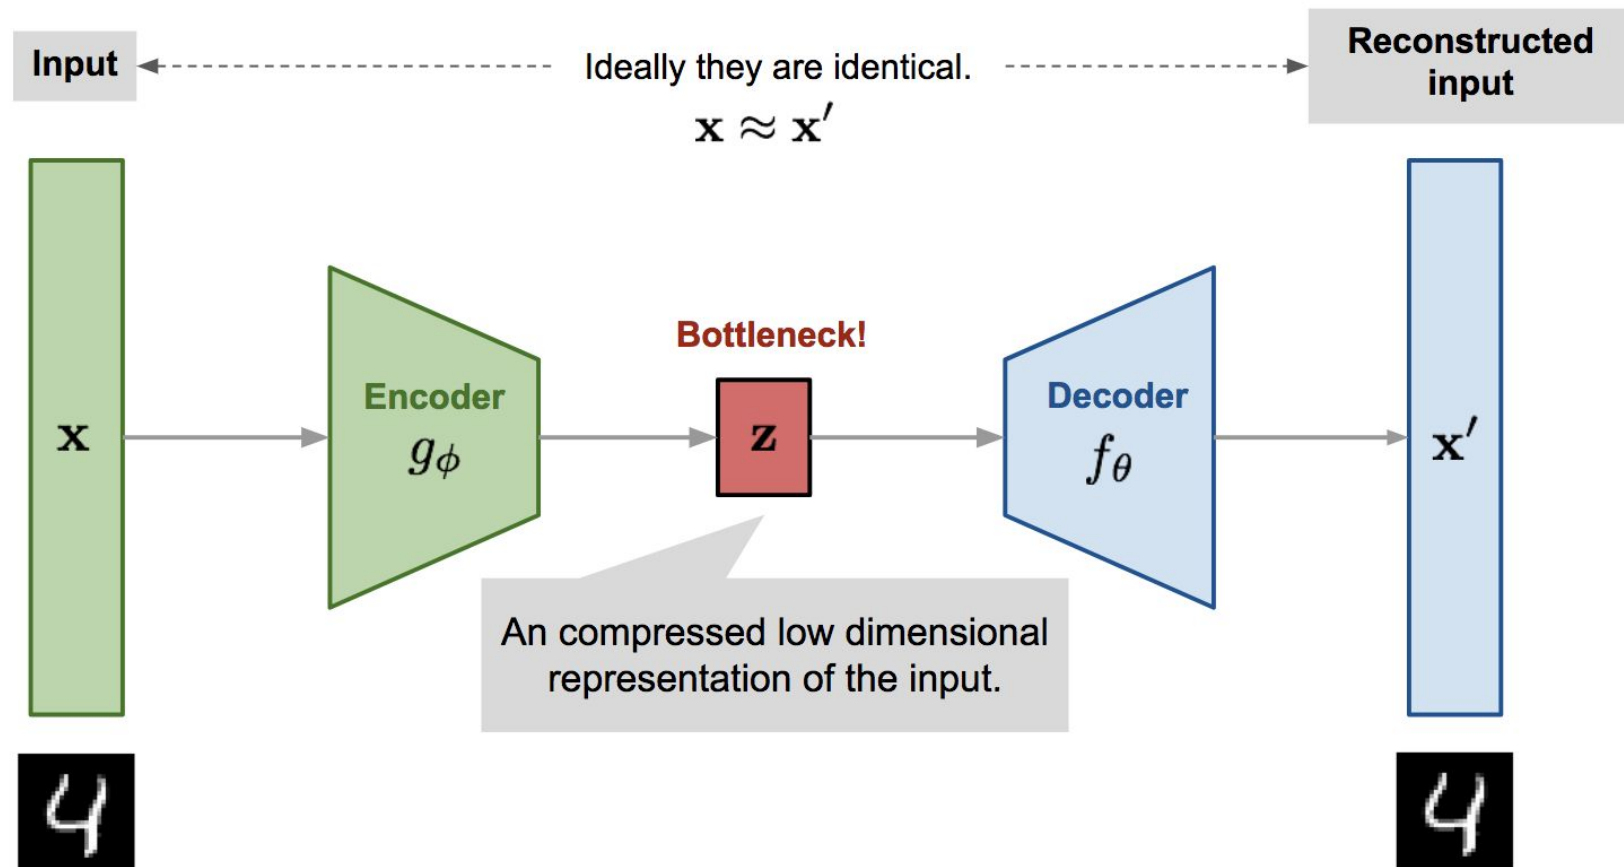 Input
Ideally they are identical.
x ≈ x′
Reconstructed
input
x
Encoder
gϕ
Bottleneck!
z
Decoder
fθ
x′
An compressed low dimensional
representation of the input.
4
4